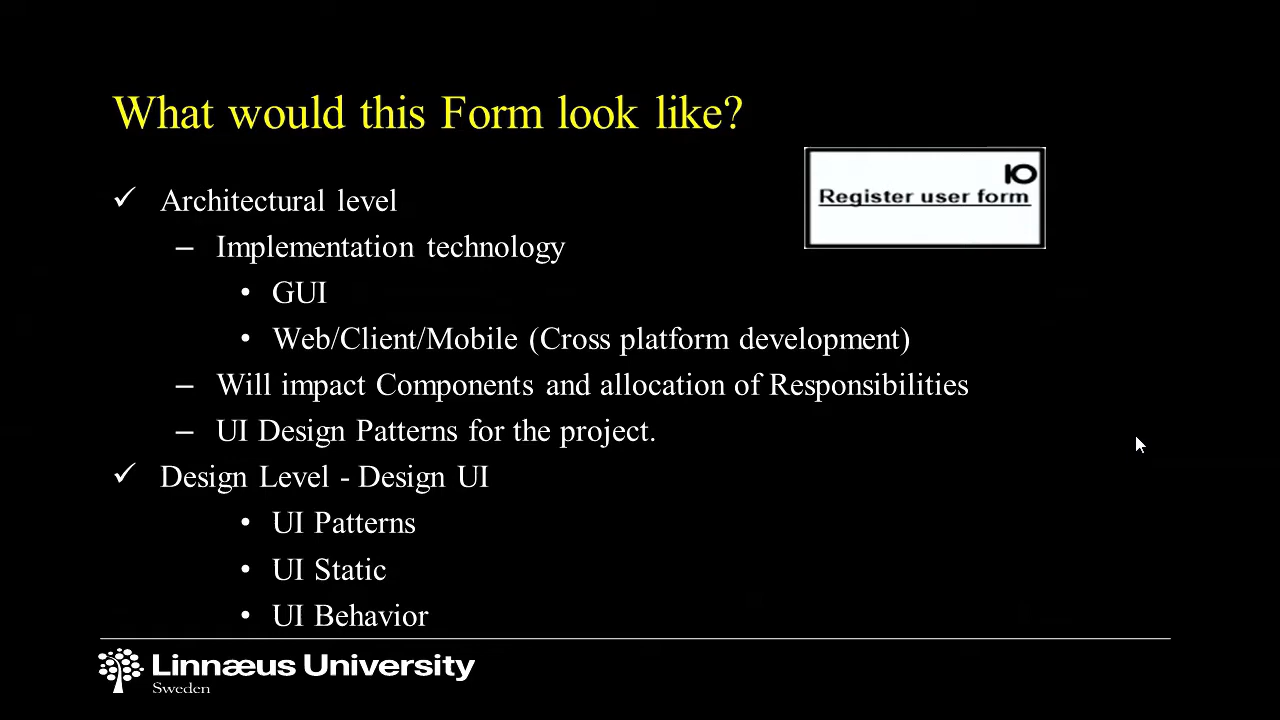 What would this Form look like?
Register user form
✓ Architectural level
– Implementation technology
• GUI
• Web/Client/Mobile (Cross platform development)
– Will impact Components and allocation of Responsibilities
– UI Design Patterns for the project.
✓ Design Level - Design UI
• UI Patterns
• UI Static
• UI Behavior
Linnæus University
Sweden